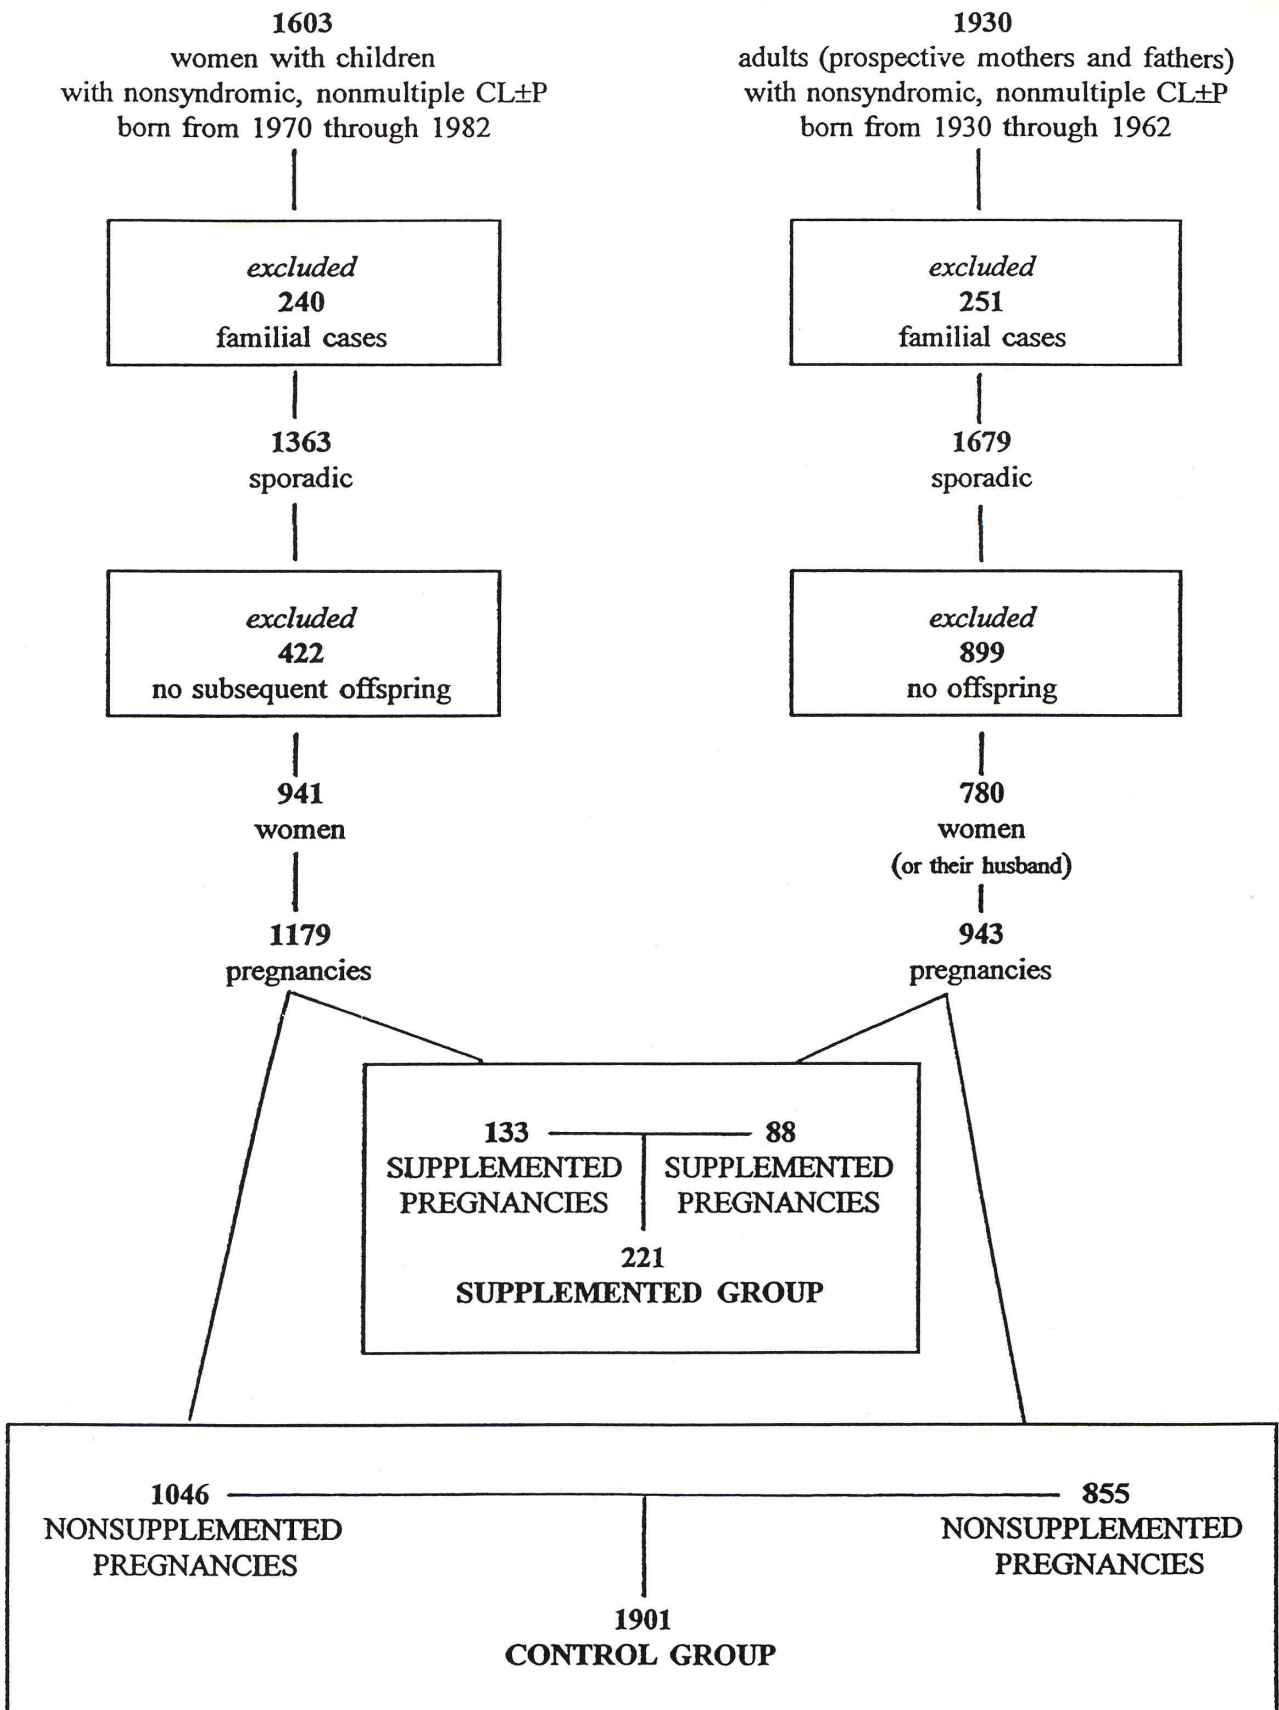 1603
women with children
with nonsyndromic, nonmultiple CL±P
born from 1970 through 1982
excluded
240
familial cases
1363
sporadic
excluded
422
no subsequent offspring
941
women
1179
pregnancies
1930
adults (prospective mothers and fathers)
with nonsyndromic, nonmultiple CL±P
born from 1930 through 1962
excluded
251
familial cases
1679
sporadic
excluded
899
no offspring
780
women
(or their husband)
943
pregnancies
133
SUPPLEMENTED
PREGNANCIES
88
SUPPLEMENTED
PREGNANCIES
221
SUPPLEMENTED GROUP
1046
NONSUPPLEMENTED
PREGNANCIES
855
NONSUPPLEMENTED
PREGNANCIES
1901
CONTROL GROUP